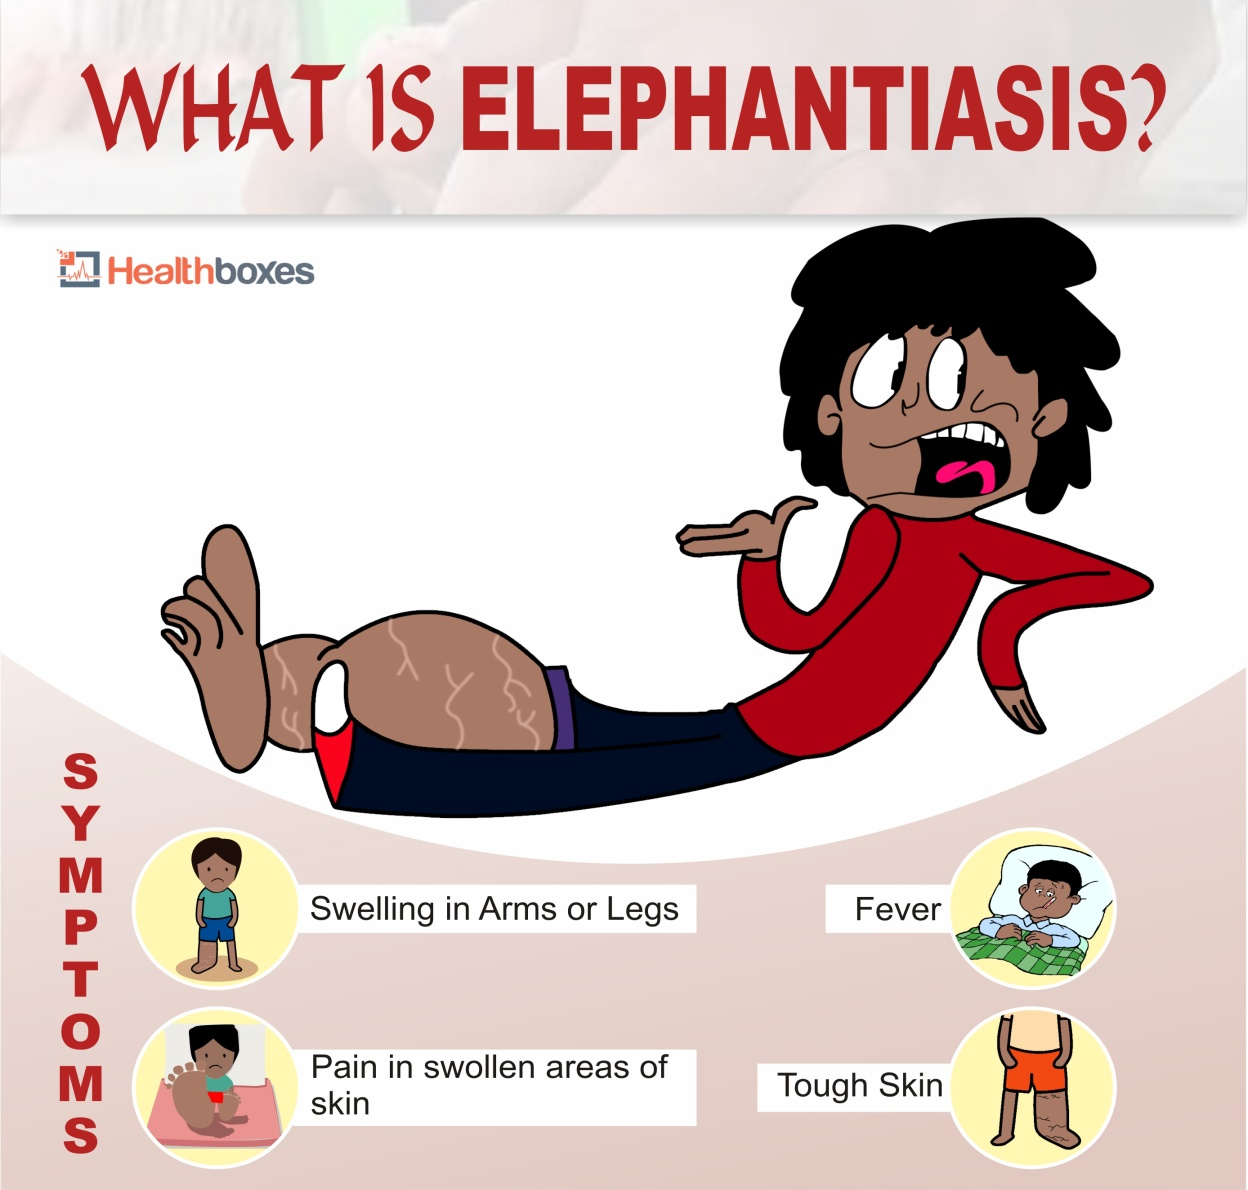 WHAT IS ELEPHANTIASIS?
Healthboxes
SYMPTOMS
Swelling in Arms or Legs
Fever
Pain in swollen areas of
skin
Tough Skin